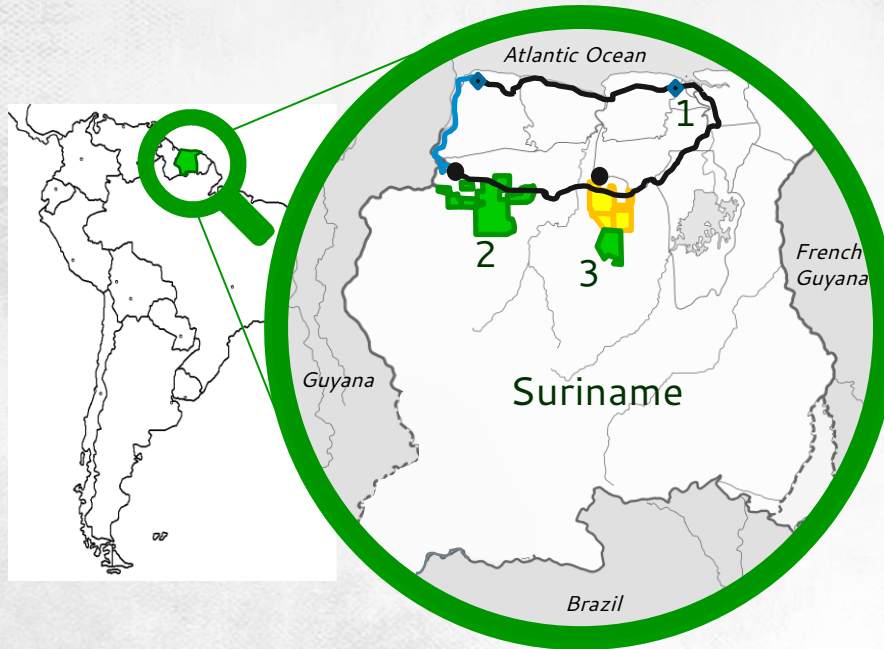 Atlantic Ocean
1
2
3
French
Guyana
Guyana
Suriname
Brazil